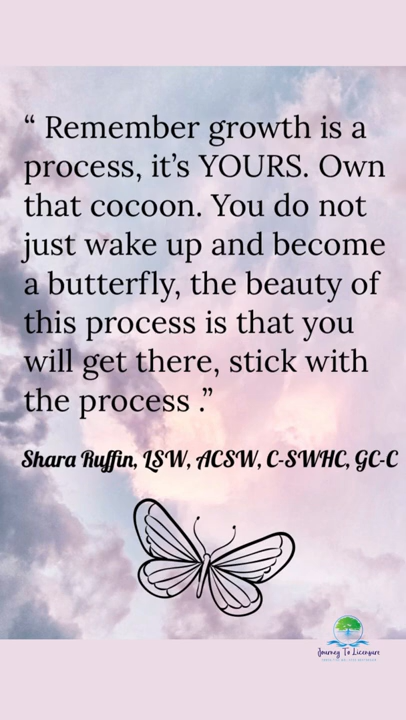 “ Remember growth is a
process, it’s YOURS. Own
that cocoon. You do not
just wake up and become
a butterfly, the beauty of
this process is that you
will get there, stick with
the process .”
Shara Ruffin, LSW, ACSW, C-SWHC, GC-C
Journey To Licensure